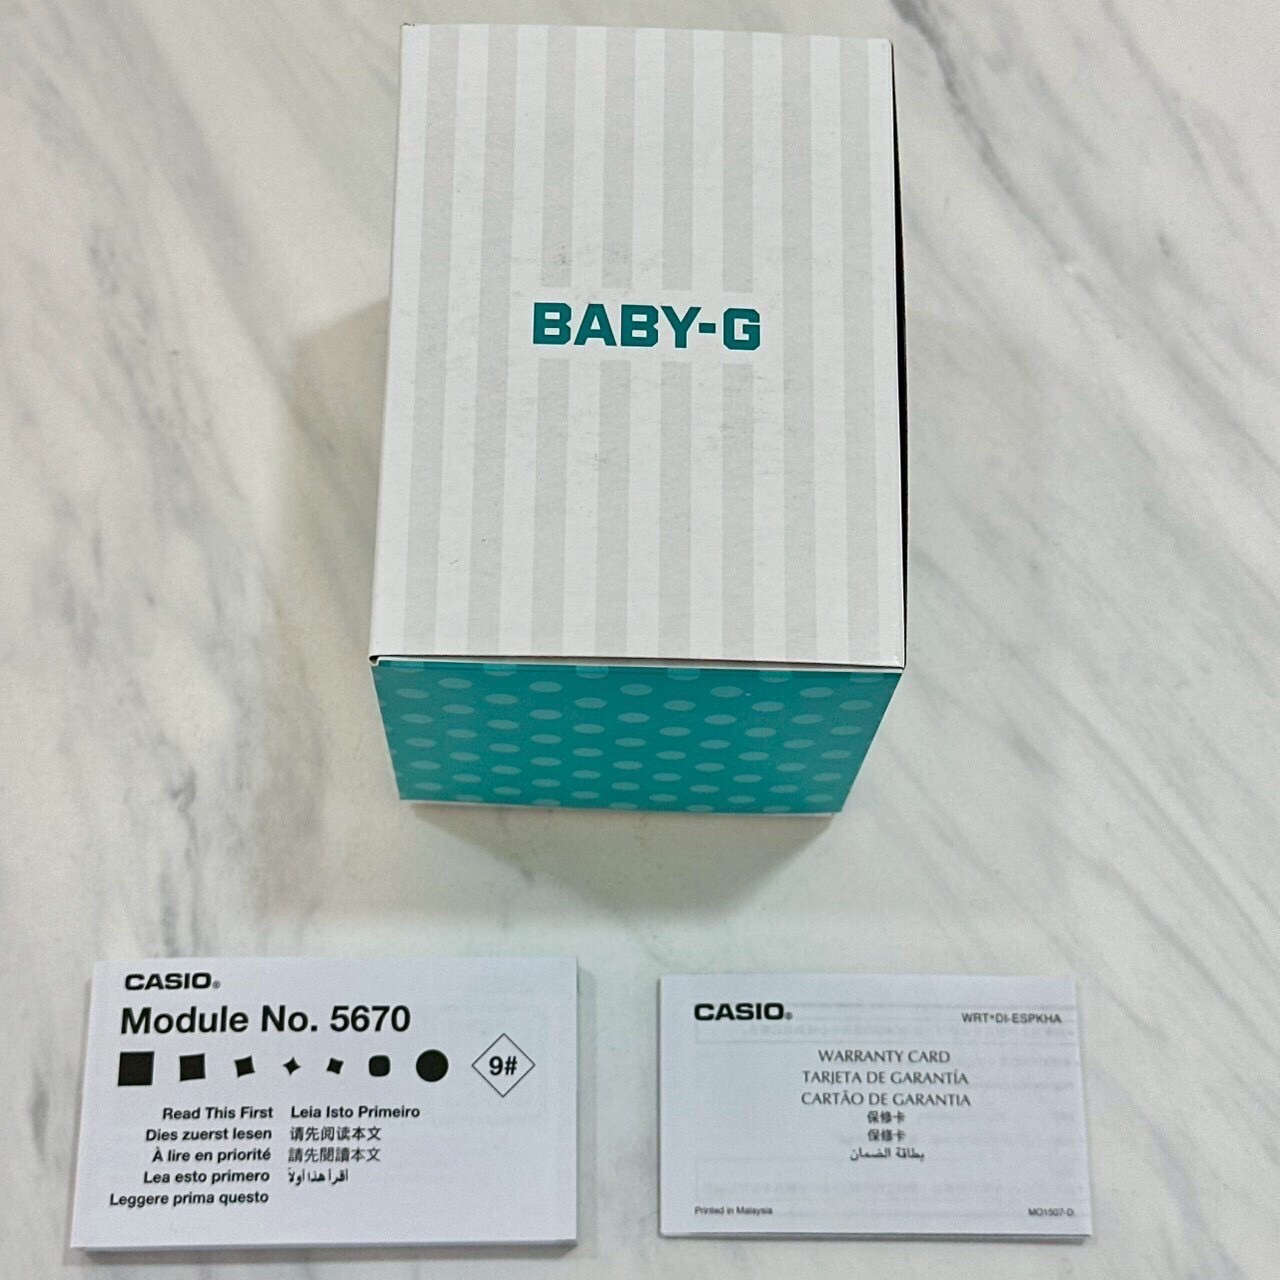 BABY-G
CASIO®
Module No. 5670
9#
Read This First Leia Isto Primeiro
Dies zuerst lesen 请先阅读本文
À lire en priorité 請先閱讀本文
Lea esto primero أقرأ هذا أولاً
Leggere prima questo
CASIO®
WRT*DI-ESPKHA
WARRANTY CARD
TARJETA DE GARANTÍA
CARTÃO DE GARANTIA
保修卡
保修卡
بطاقة الضمان
Printed in Malaysia
MO1507-D